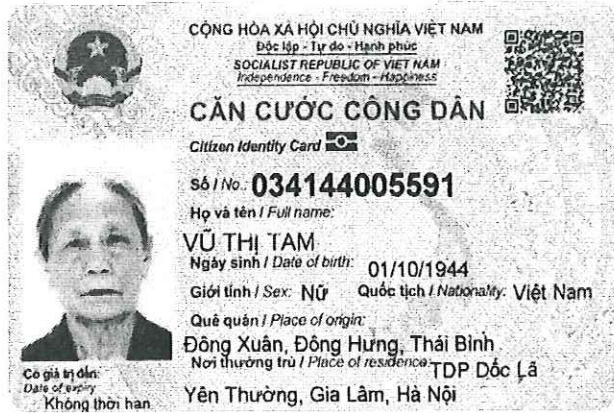 CỘNG HÒA XÃ HỘI CHỦ NGHĨA VIỆT NAM
Độc lập - Tự do - Hạnh phúc
SOCIALIST REPUBLIC OF VIET NAM
Independence - Freedom - Happiness
CĂN CƯỚC CÔNG DÂN
Citizen Identity Card
Số / No.: 034144005591
Họ và tên / Full name:
VŨ THỊ TAM
Ngày sinh / Date of birth: 01/10/1944
Giới tính / Sex: Nữ Quốc tịch / Nationality: Việt Nam
Quê quán / Place of origin:
Đông Xuân, Đông Hưng, Thái Bình
Nơi thường trú / Place of residence: TDP Dốc Lã
Yên Thường, Gia Lâm, Hà Nội
Có giá trị đến:
Date of expiry
Không thời hạn